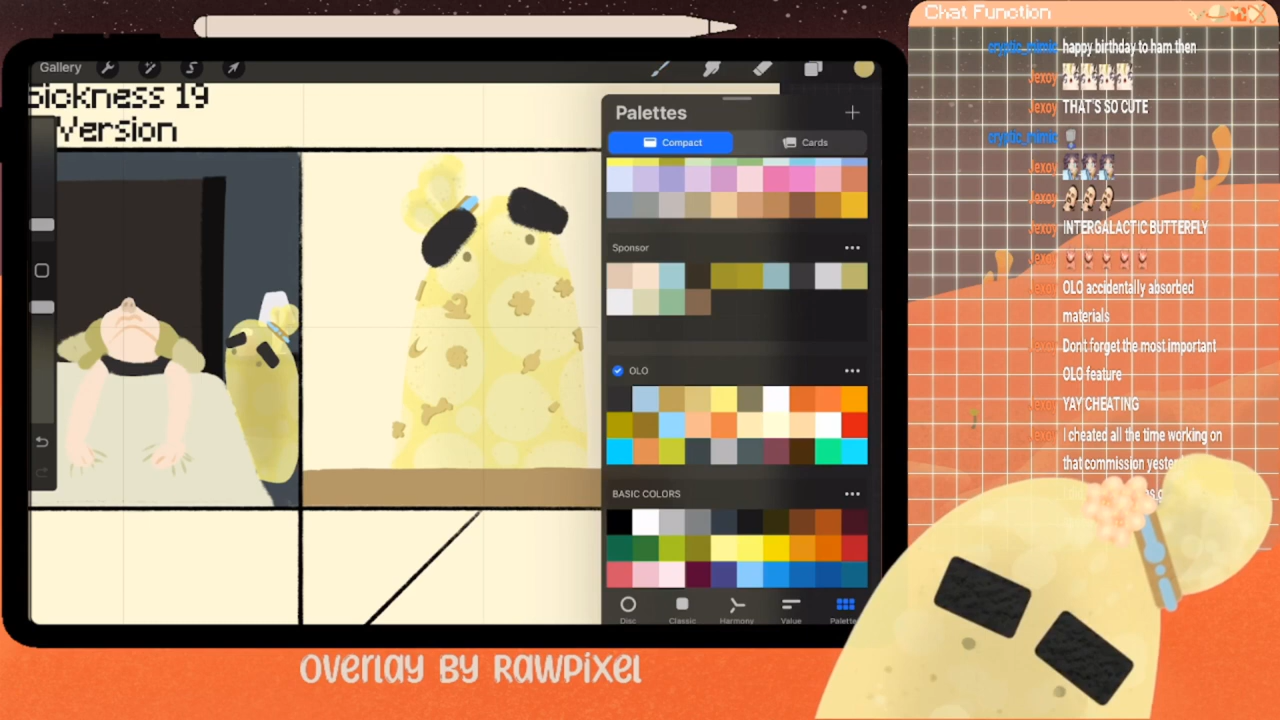 Chat Function
Gallery
Sickness 19
Version
Palettes
Compact
Cards
Sponsor
OLO
BASIC COLORS
Disc
Classic
Harmony
Value
cryptic_mimic happy birthday to ham then
Jexoy
Jexoy THAT'S SO CUTE
cryptic_mimic
Jexoy
Jexoy
Jexoy INTERGALACTIC BUTTERFLY
Jexoy
Jexoy OLO accidentally absorbed
materials
Jexoy Don't forget the most important
OLO feature
Jexoy YAY CHEATING
Jexoy I cheated all the time working on
that commission
Overlay by Rawpixel